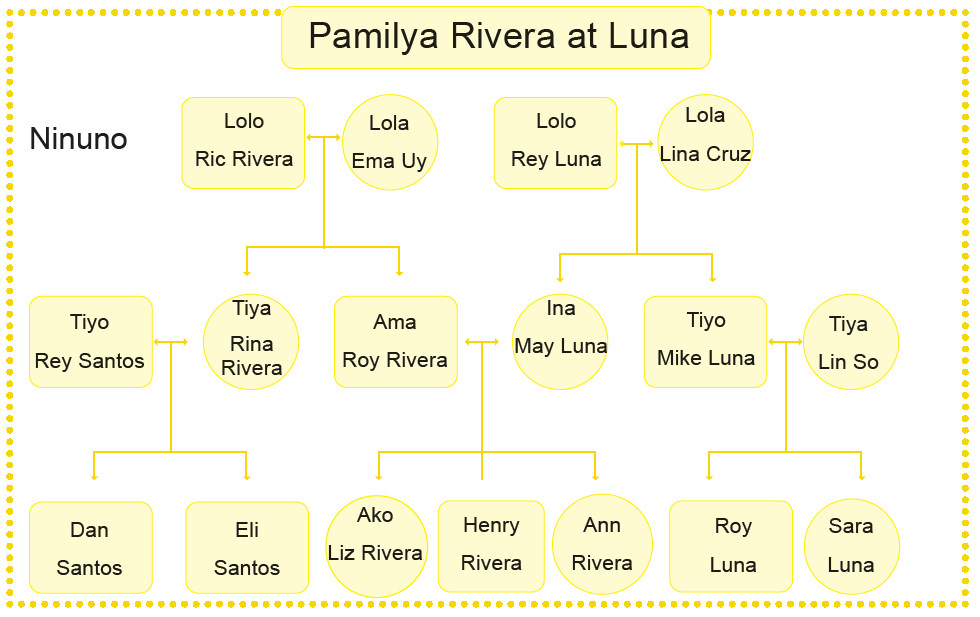 Pamilya Rivera at Luna
Ninuno
Lolo
Ric Rivera
Lola
Ema Uy
Lolo
Rey Luna
Lola
Lina Cruz
Tiyo
Rey Santos
Tiya
Rina
Rivera
Ama
Roy Rivera
Ina
May Luna
Tiyo
Mike Luna
Tiya
Lin So
Dan
Santos
Eli
Santos
Ako
Liz Rivera
Henry
Rivera
Ann
Rivera
Roy
Luna
Sara
Luna